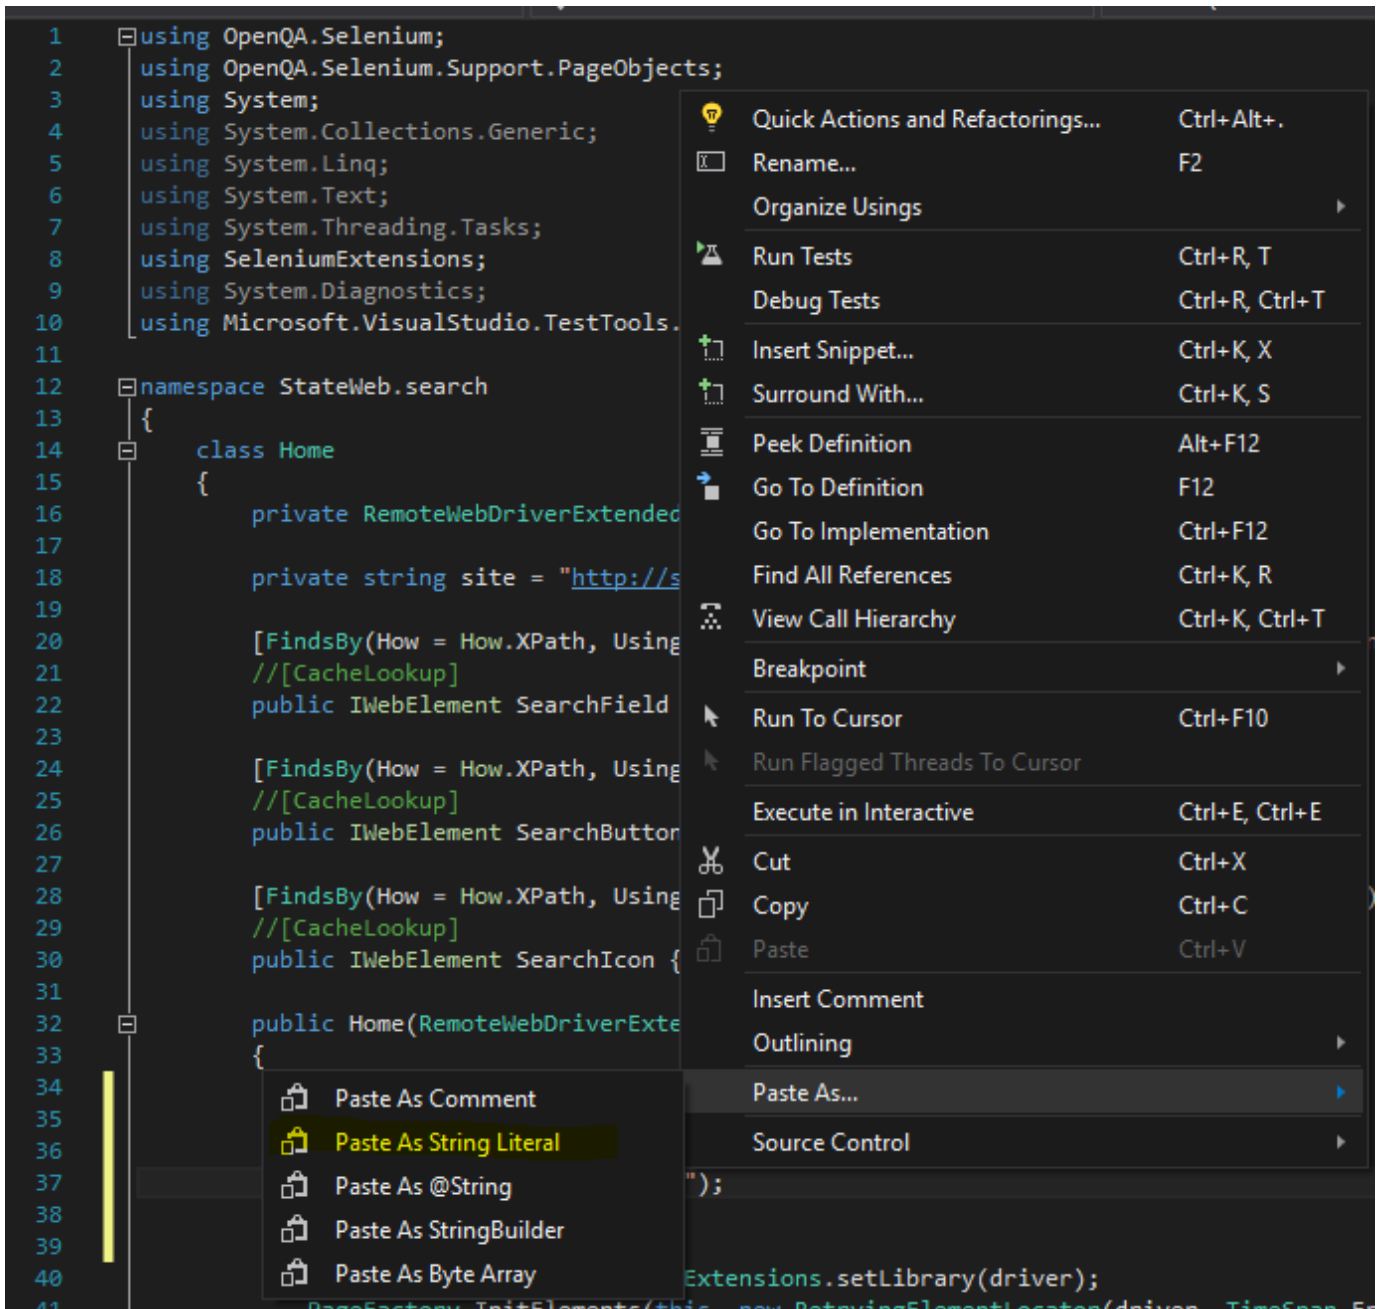 1 using OpenQA.Selenium;
2 using OpenQA.Selenium.Support.PageObjects;
3 using System;
4 using System.Collections.Generic;
5 using System.Linq;
6 using System.Text;
7 using System.Threading.Tasks;
8 using SeleniumExtensions;
9 using System.Diagnostics;
10 using Microsoft.VisualStudio.TestTools.
11
12 namespace StateWeb.search
13 {
14 class Home
15 {
16 private RemoteWebDriverExtended
17
18 private string site = "http://s
19
20 [FindsBy(How = How.XPath, Using
21 //[CacheLookup]
22 public IWebElement SearchField
23
24 [FindsBy(How = How.XPath, Using
25 //[CacheLookup]
26 public IWebElement SearchButton
27
28 [FindsBy(How = How.XPath, Using )
29 //[CacheLookup]
30 public IWebElement SearchIcon {
31
32 public Home(RemoteWebDriverExte
33 {
34
35
36
37 ");
38
39
40 Extensions.setLibrary(driver);
41 PageFactory.InitElements(this, new RetryingElementLocator(driver, TimeSpan.Fr
Quick Actions and Refactorings... Ctrl+Alt+.
Rename... F2
Organize Usings
Run Tests Ctrl+R, T
Debug Tests Ctrl+R, Ctrl+T
Insert Snippet... Ctrl+K, X
Surround With... Ctrl+K, S
Peek Definition Alt+F12
Go To Definition F12
Go To Implementation Ctrl+F12
Find All References Ctrl+K, R
View Call Hierarchy Ctrl+K, Ctrl+T
Breakpoint
Run To Cursor Ctrl+F10
Run Flagged Threads To Cursor
Execute in Interactive Ctrl+E, Ctrl+E
Cut Ctrl+X
Copy Ctrl+C
Paste Ctrl+V
Insert Comment
Outlining
Paste As...
Source Control
Paste As Comment
Paste As String Literal
Paste As @String
Paste As StringBuilder
Paste As Byte Array